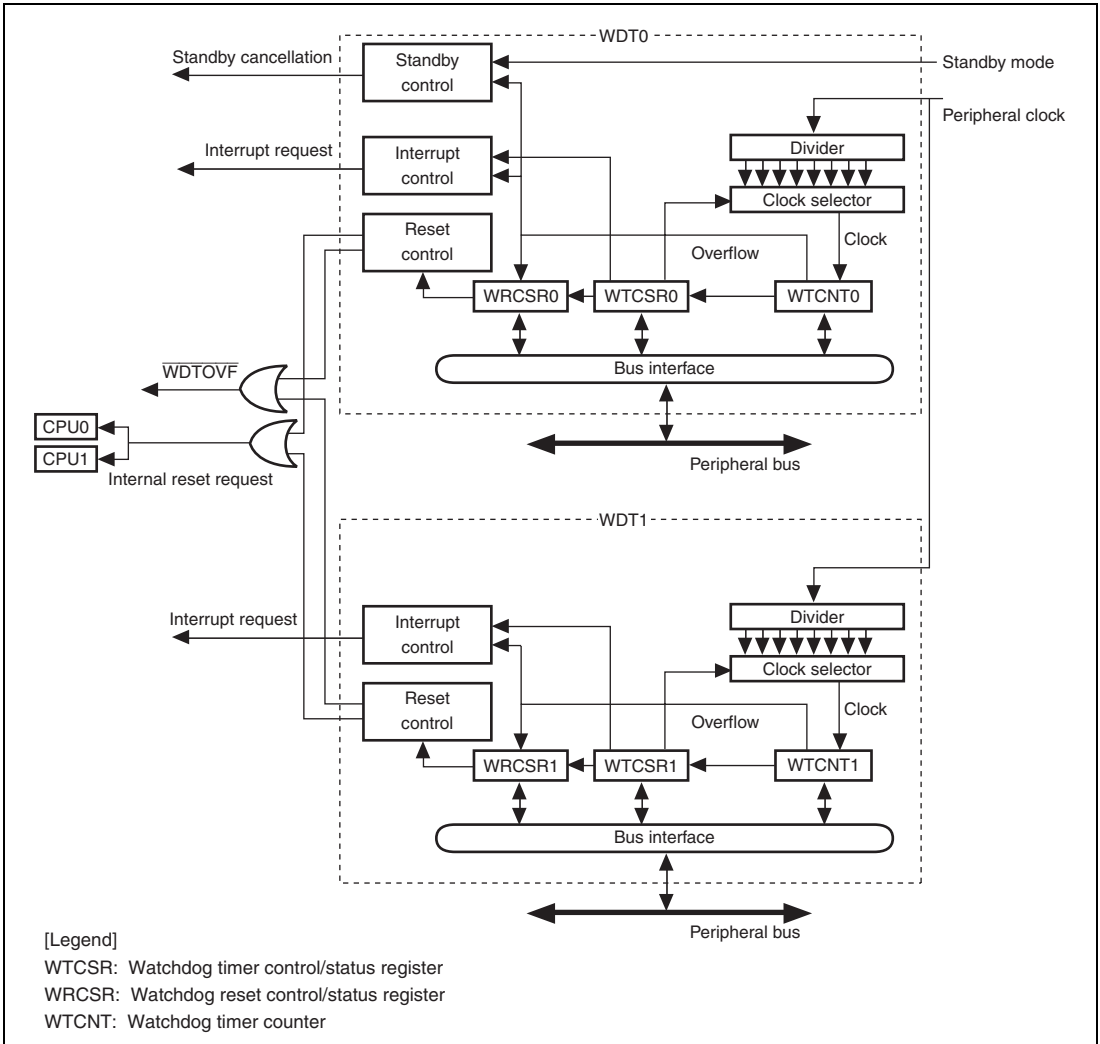 WDT0
Standby cancellation
Standby
control
Standby mode
Peripheral clock
Interrupt request
Interrupt
control
Divider
Clock selector
Reset
control
Overflow
Clock
WRCSR0
WTCSR0
WTCNT0
Bus interface
WDTOVF
CPU0
CPU1
Internal reset request
Peripheral bus
WDT1
Interrupt request
Interrupt
control
Divider
Clock selector
Reset
control
Overflow
Clock
WRCSR1
WTCSR1
WTCNT1
Bus interface
Peripheral bus
[Legend]
WTCSR: Watchdog timer control/status register
WRCSR: Watchdog reset control/status register
WTCNT: Watchdog timer counter